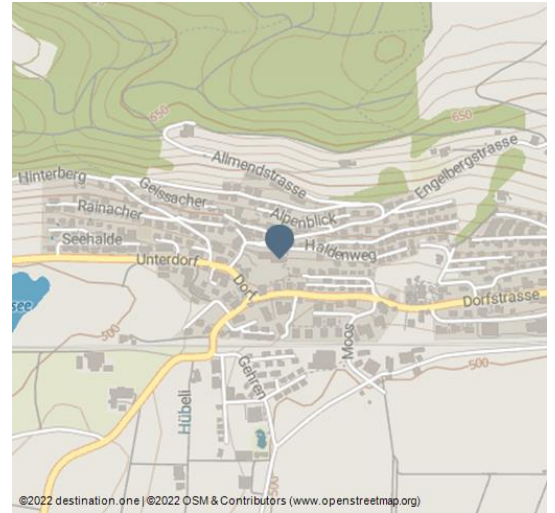 650
650
Allmendstrasse
Engelbergstrasse
Hinterberg
Geissacher
Rainacher
Alpenblick
Seehalde
Haldenweg
Unterdorf
Dorf
Dorfstrasse
see
500
Moos
Gehren
500
Hübeli
500
©2022 destination.one | ©2022 OSM & Contributors (www.openstreetmap.org)